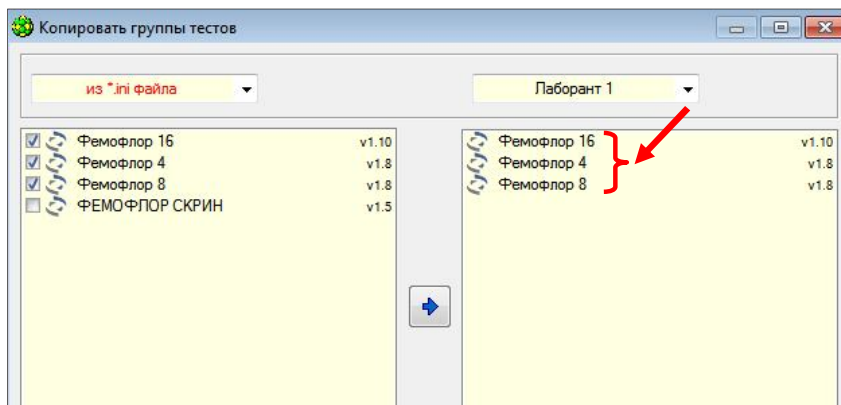 Копировать группы тестов
из *.ini файла
Лаборант 1
Фемофлор 16 v1.10
Фемофлор 4 v1.8
Фемофлор 8 v1.8
ФЕМОФЛОР СКРИН v1.5
Фемофлор 16 v1.10
Фемофлор 4 v1.8
Фемофлор 8 v1.8